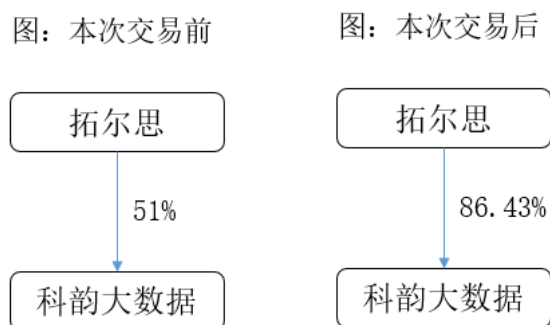 图：本次交易前
拓尔思
51%
科韵大数据
图：本次交易后
拓尔思
86.43%
科韵大数据